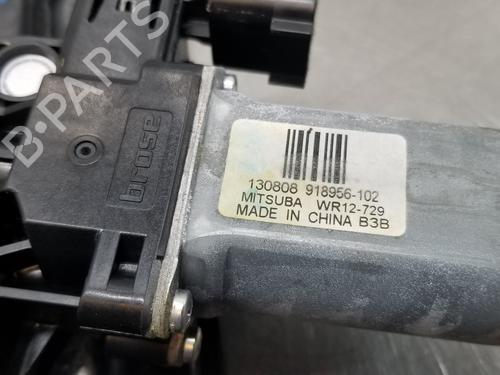 B-PARTS
brose
130808 918956-102
MITSUBA WR12-729
MADE IN CHINA B3B